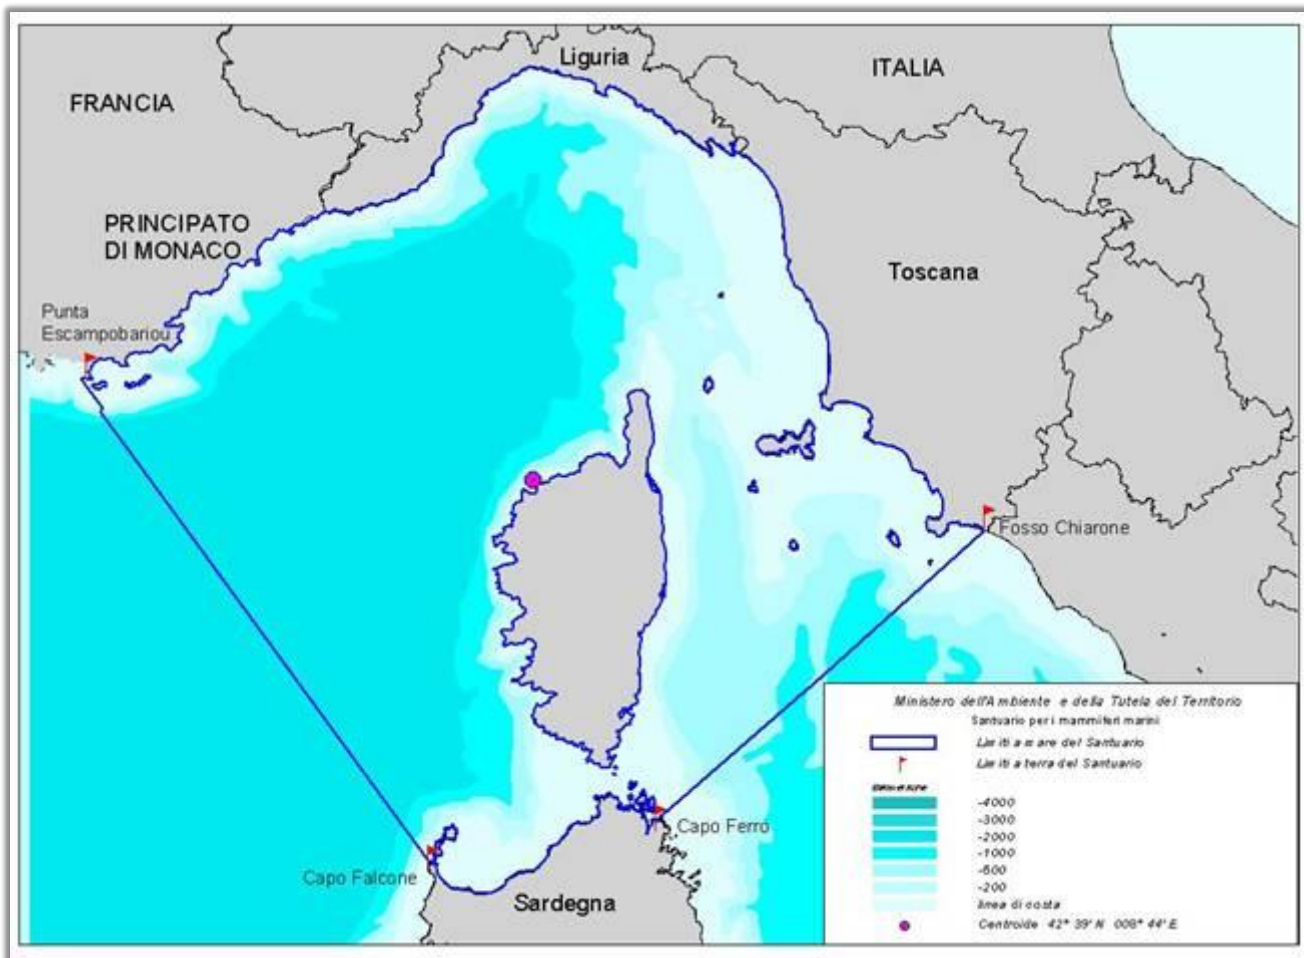 Liguria
ITALIA
FRANCIA
PRINCIPATO
DI MONACO
Toscana
Punta
Escampobariou
Fosso Chiarone
Capo Ferro
Capo Falcone
Sardegna
Ministero dell'Ambiente e della Tutela del Territorio
Santuario per i mammiferi marini
Limiti a mare del Santuario
Limiti a terra del Santuario
-4000
-3000
-2000
-1000
-500
-200
linea di costa
Centroide 42° 39' N 008° 44' E